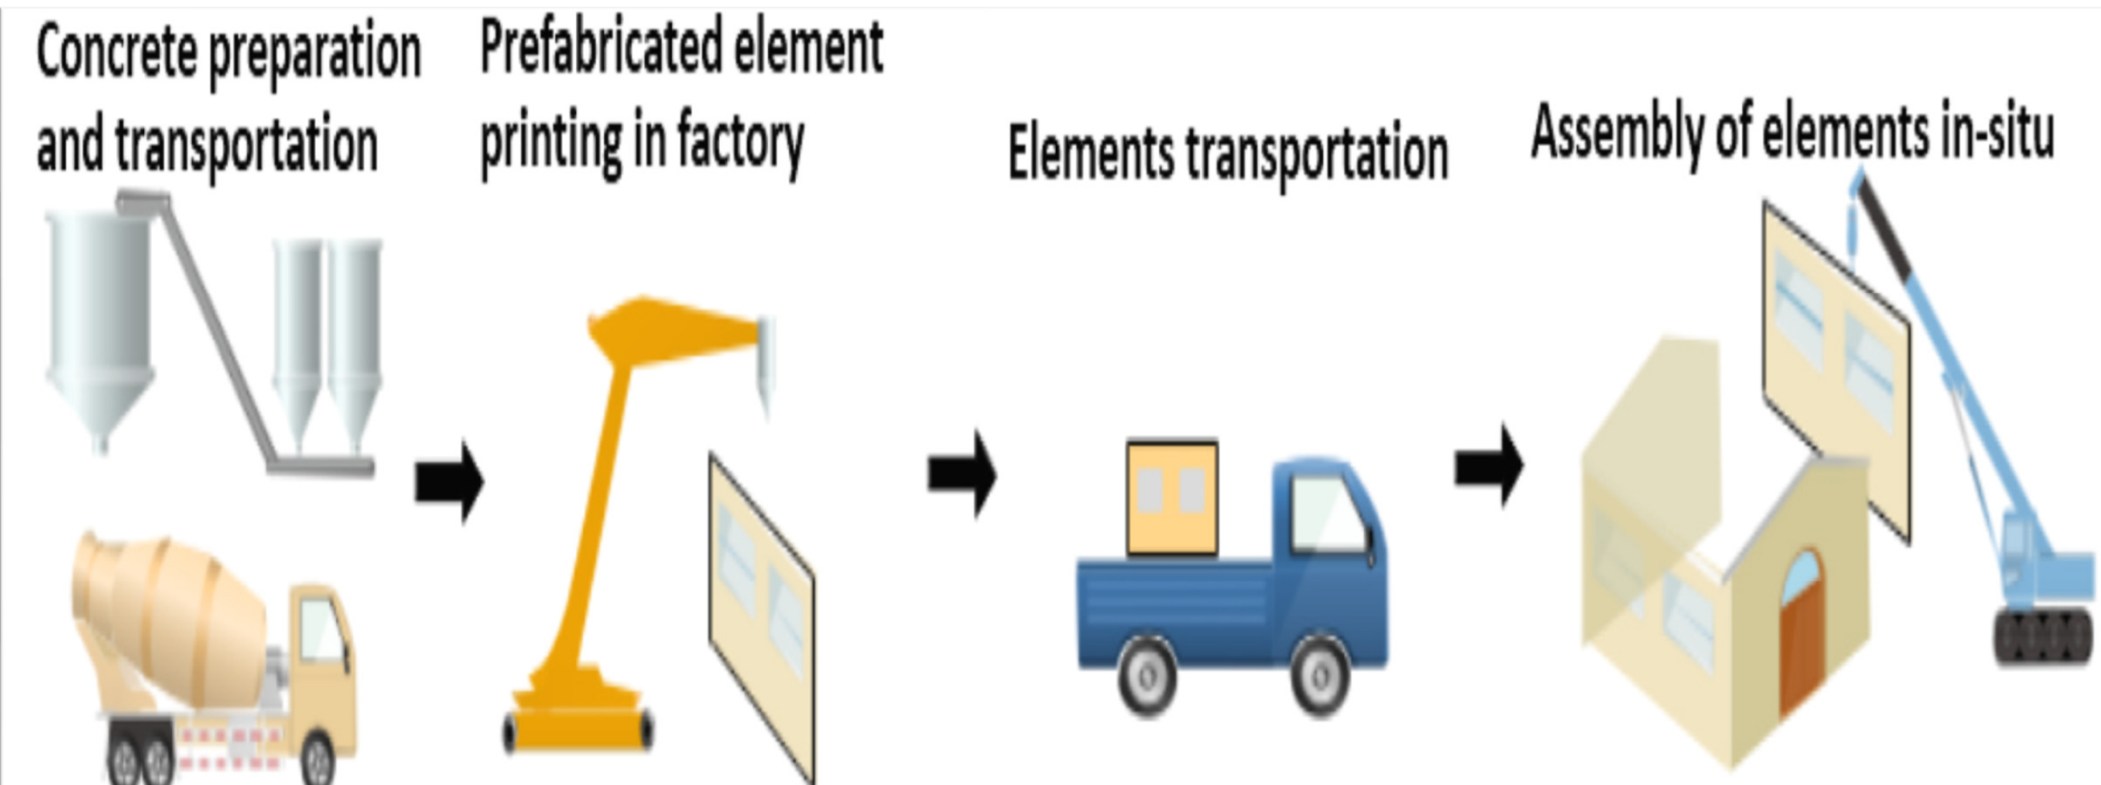 Concrete preparation
and transportation
Prefabricated element
printing in factory
Elements transportation
Assembly of elements in-situ